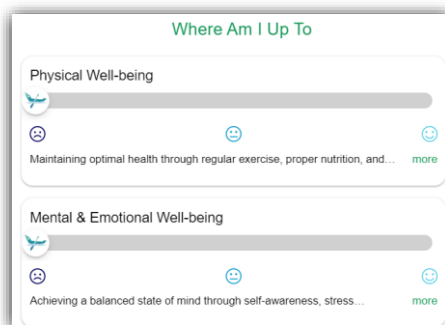 Where Am I Up To
Physical Well-being
Maintaining optimal health through regular exercise, proper nutrition, and... more
Mental & Emotional Well-being
Achieving a balanced state of mind through self-awareness, stress... more